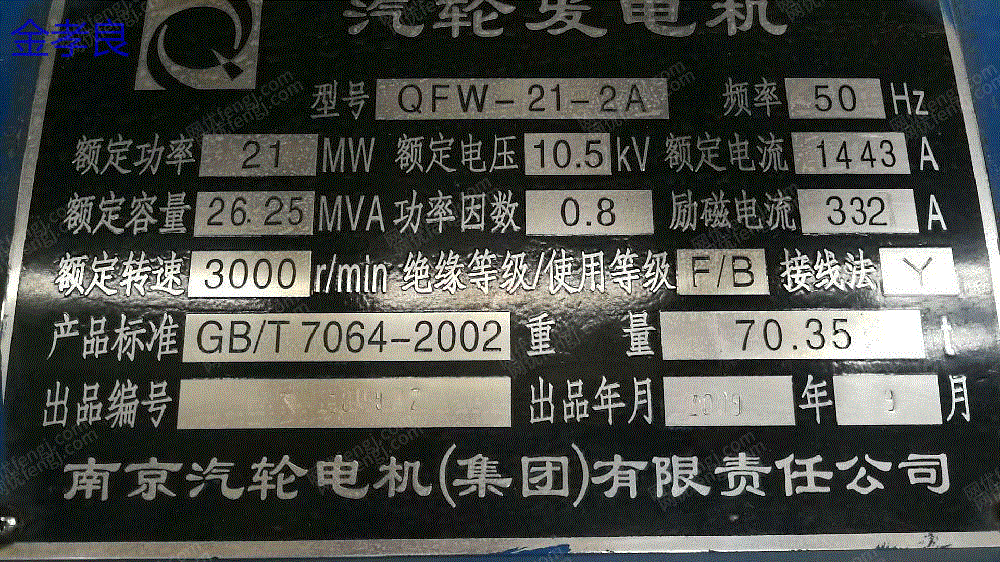 汽轮发电机
金李良
型号 QFW-21-2A 频率 50 Hz
额定功率 21 MW 额定电压 10.5 kV 额定电流 1443 A
额定容量 26.25 MVA 功率因数 0.8 励磁电流 332 A
额定转速 3000 r/min 绝缘等级/使用等级 F/B 接线法 Y
产品标准 GB/T 7064-2002 重量 70.35 t
出品编号 出品年月 年 9 月
南京汽轮电机(集团)有限责任公司